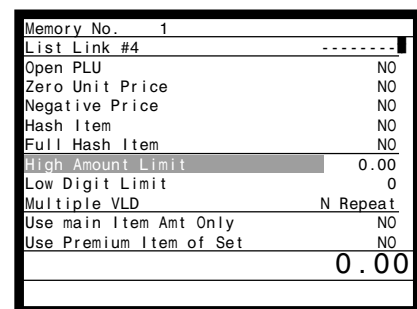 Memory No.   1
List Link #4   --------
Open PLU   NO
Zero Unit Price   NO
Negative Price   NO
Hash Item   NO
Full Hash Item   NO
High Amount Limit   0.00
Low Digit Limit   0
Multiple VLD   N Repeat
Use main Item Amt Only   NO
Use Premium Item of Set   NO
0.00